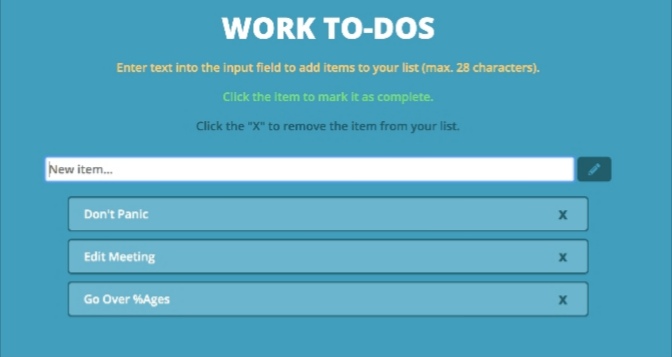 WORK TO-DOS
Enter text into the input field to add items to your list (max. 28 characters).
Click the item to mark it as complete.
Click the "X" to remove the item from your list.
New item...
Don't Panic X
Edit Meeting X
Go Over %Ages X